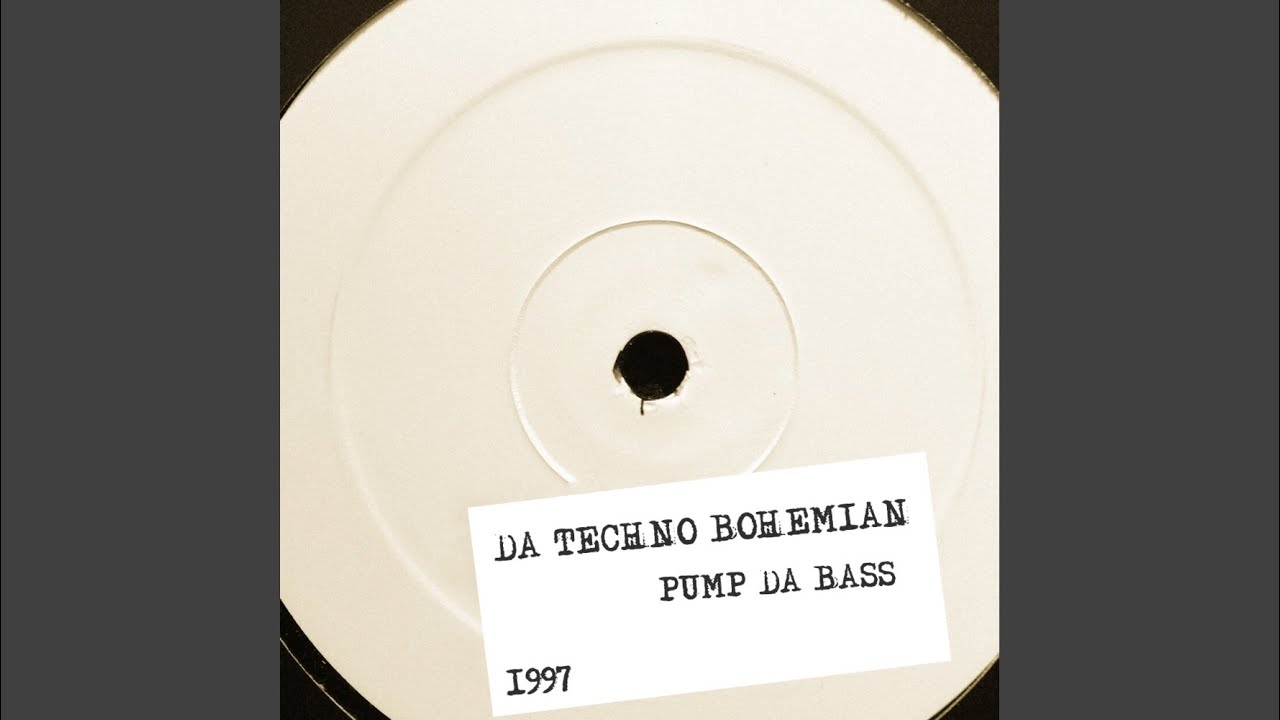 DA TECHNO BOHEMIAN
PUMP DA BASS
1997